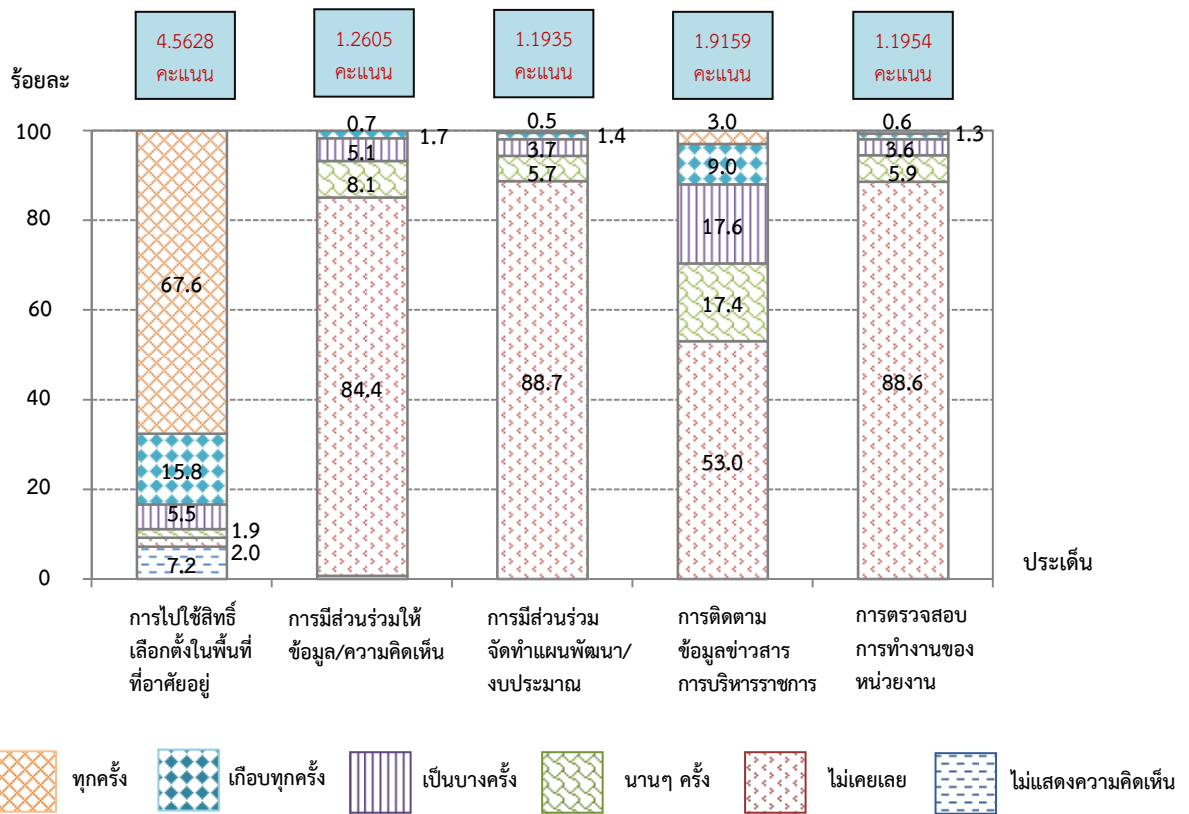 4.5628
คะแนน
1.2605
คะแนน
1.1935
คะแนน
1.9159
คะแนน
1.1954
คะแนน
ร้อยละ
100
80
60
40
20
0
67.6
15.8
5.5
1.9
2.0
7.2
0.7
1.7
5.1
8.1
84.4
0.5
1.4
3.7
5.7
88.7
3.0
9.0
17.6
17.4
53.0
0.6
1.3
3.6
5.9
88.6
ประเด็น
การไปใช้สิทธิ์
เลือกตั้งในพื้นที่
ที่อาศัยอยู่
การมีส่วนร่วมให้
ข้อมูล/ความคิดเห็น
การมีส่วนร่วม
จัดทำแผนพัฒนา/
งบประมาณ
การติดตาม
ข้อมูลข่าวสาร
การบริหารราชการ
การตรวจสอบ
การทำงานของ
หน่วยงาน
ทุกครั้ง
เกือบทุกครั้ง
เป็นบางครั้ง
นานๆ ครั้ง
ไม่เคยเลย
ไม่แสดงความคิดเห็น